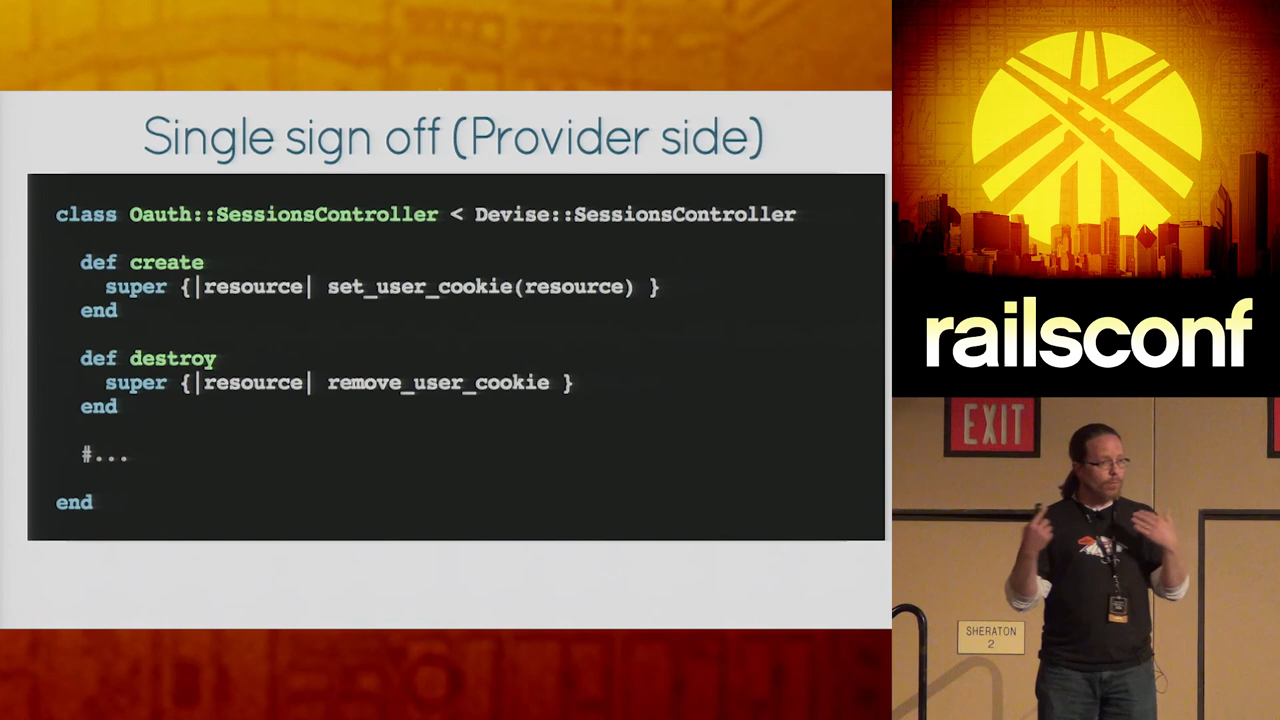 Single sign off (Provider side)
class Oauth::SessionsController < Devise::SessionsController
def create
super {|resource| set_user_cookie(resource) }
end
def destroy
super {|resource| remove_user_cookie }
end
#...
end
railsconf
EXIT
SHERATON
2